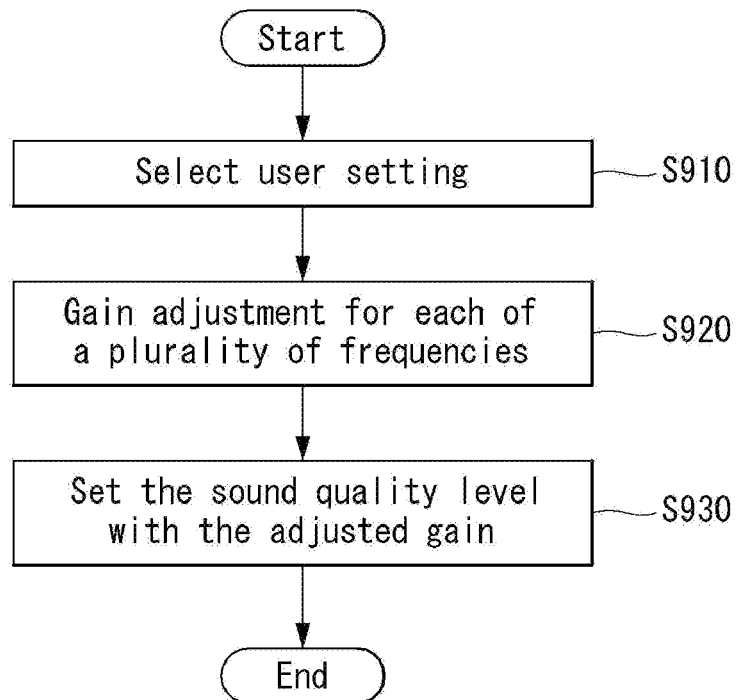 Start
Select user setting
S910
Gain adjustment for each of
a plurality of frequencies
S920
Set the sound quality level
with the adjusted gain
S930
End